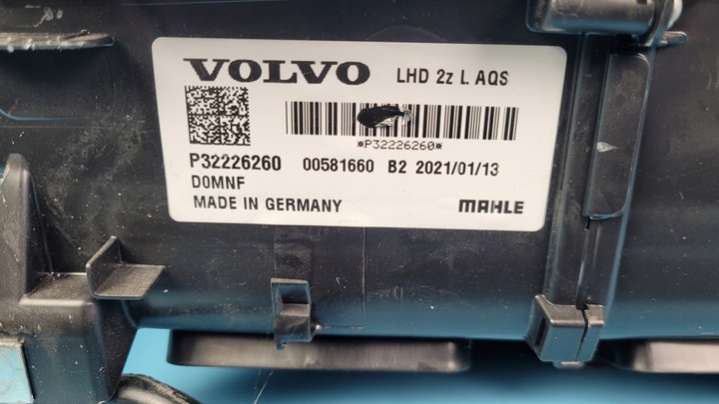 VOLVO LHD 2z L. AQS
*P32226260*
P32226260 00581660 B2 2021/01/13
D0MNF
MADE IN GERMANY MAHLE